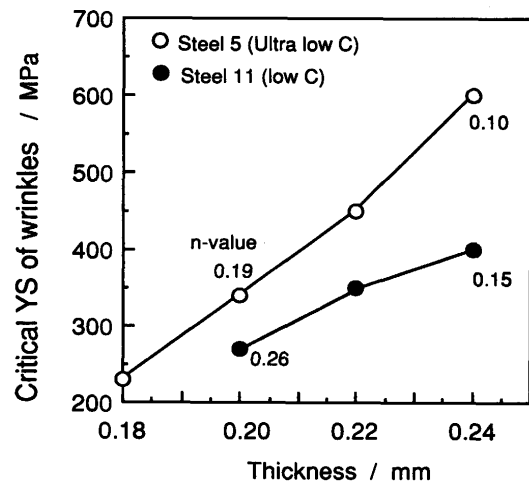 700
600
500
400
300
200
Critical YS of wrinkles / MPa
Steel 5 (Ultra low C)
Steel 11 (low C)
0.10
n-value
0.19
0.15
0.26
0.18 0.20 0.22 0.24
Thickness / mm